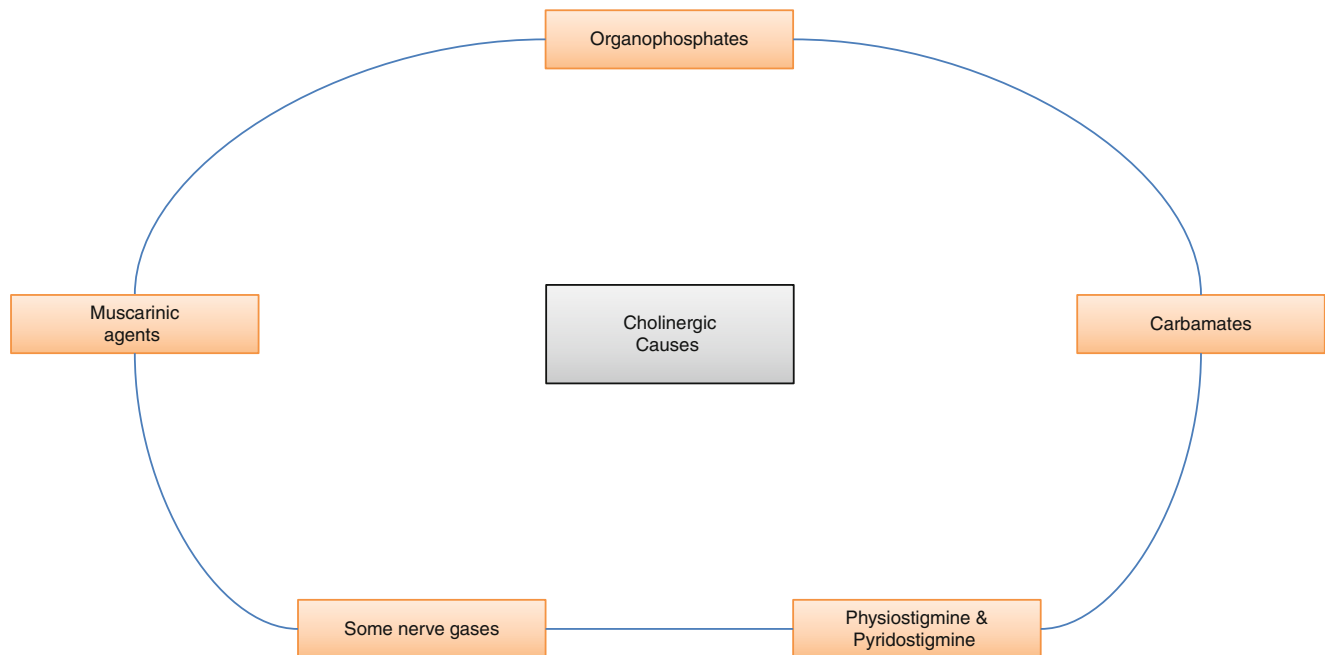 Organophosphates
Muscarinic
agents
Cholinergic
Causes
Carbamates
Some nerve gases
Physiostigmine &
Pyridostigmine